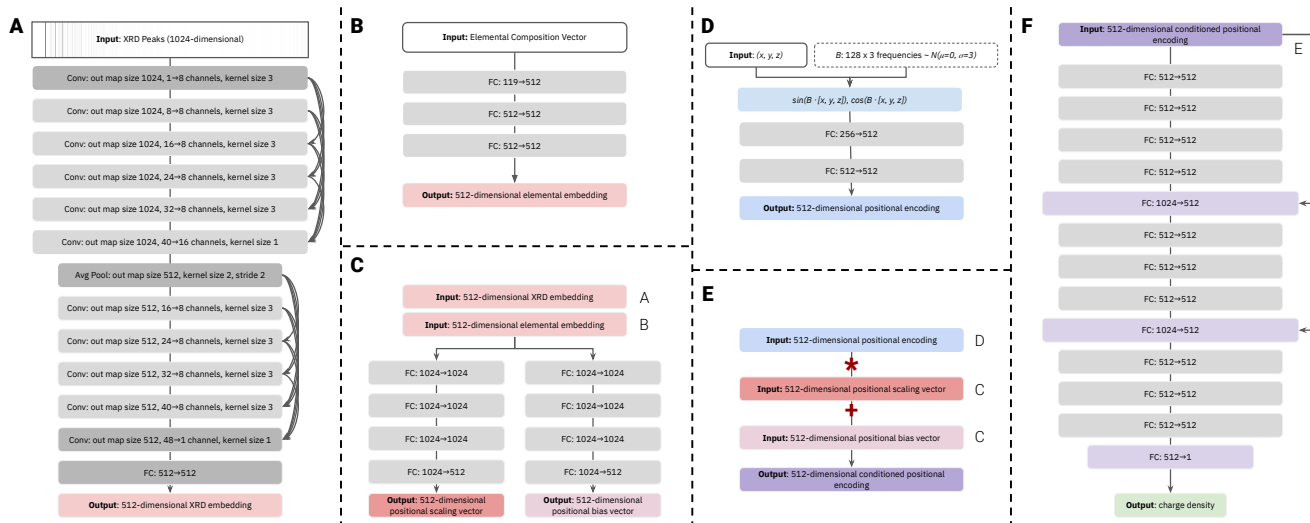 A
Input: XRD Peaks (1024-dimensional)
Conv: out map size 1024, 1→8 channels, kernel size 3
Conv: out map size 1024, 8→8 channels, kernel size 3
Conv: out map size 1024, 16→8 channels, kernel size 3
Conv: out map size 1024, 24→8 channels, kernel size 3
Conv: out map size 1024, 32→8 channels, kernel size 3
Conv: out map size 1024, 40→16 channels, kernel size 1
Avg Pool: out map size 512, kernel size 2, stride 2
Conv: out map size 512, 16→8 channels, kernel size 3
Conv: out map size 512, 24→8 channels, kernel size 3
Conv: out map size 512, 32→8 channels, kernel size 3
Conv: out map size 512, 40→8 channels, kernel size 3
Conv: out map size 512, 48→1 channel, kernel size 1
FC: 512→512
Output: 512-dimensional XRD embedding
B
Input: Elemental Composition Vector
FC: 119→512
FC: 512→512
FC: 512→512
Output: 512-dimensional elemental embedding
C
Input: 512-dimensional XRD embedding A
Input: 512-dimensional elemental embedding B
FC: 1024→1024
FC: 1024→1024
FC: 1024→1024
FC: 1024→512
Output: 512-dimensional
positional scaling vector
FC: 1024→1024
FC: 1024→1024
FC: 1024→1024
FC: 1024→512
Output: 512-dimensional
positional bias vector
D
Input: (x, y, z)
B: 128 x 3 frequencies ~ N(μ=0, σ=3)
sin(B · [x, y, z]), cos(B · [x, y, z])
FC: 256→512
FC: 512→512
Output: 512-dimensional positional encoding
E
Input: 512-dimensional positional encoding D
*
Input: 512-dimensional positional scaling vector C
+
Input: 512-dimensional positional bias vector C
Output: 512-dimensional conditioned positional
encoding
F
Input: 512-dimensional conditioned positional
encoding
E
FC: 512→512
FC: 512→512
FC: 512→512
FC: 512→512
FC: 1024→512
FC: 512→512
FC: 512→512
FC: 512→512
FC: 1024→512
FC: 512→512
FC: 512→512
FC: 512→512
FC: 512→1
Output: charge density